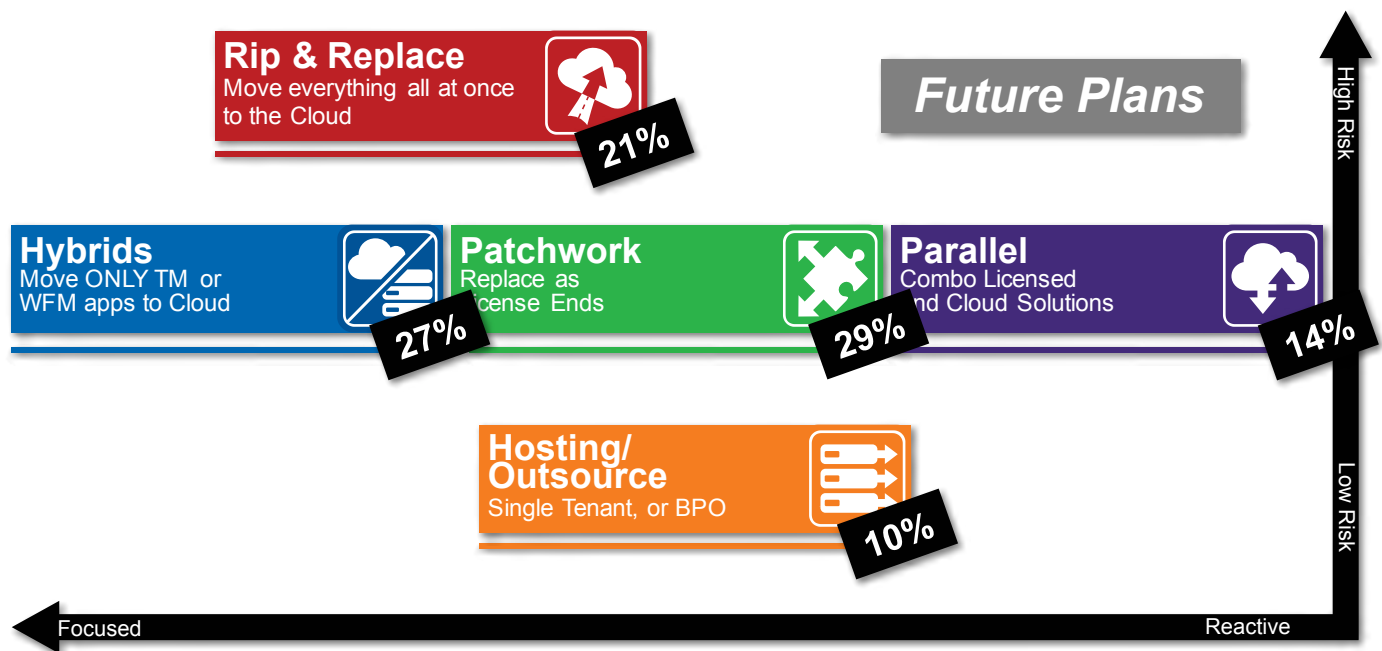 Rip & Replace
Move everything all at once
to the Cloud
21%
Future Plans
High Risk
Hybrids
Move ONLY TM or
WFM apps to Cloud
27%
Patchwork
Replace as
icense Ends
29%
Parallel
Combo Licensed
nd Cloud Solutions
14%
Hosting/
Outsource
Single Tenant, or BPO
10%
Low Risk
Focused
Reactive